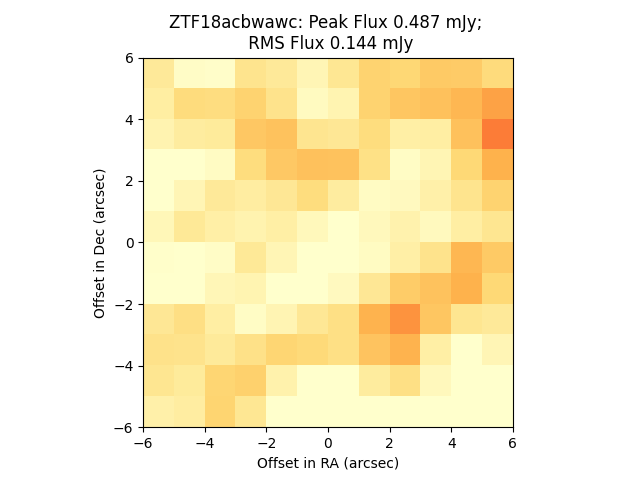 ZTF18acbwawc: Peak Flux 0.487 mJy;
RMS Flux 0.144 mJy
6
4
2
0
−2
−4
−6
Offset in Dec (arcsec)
−6 −4 −2 0 2 4 6
Offset in RA (arcsec)